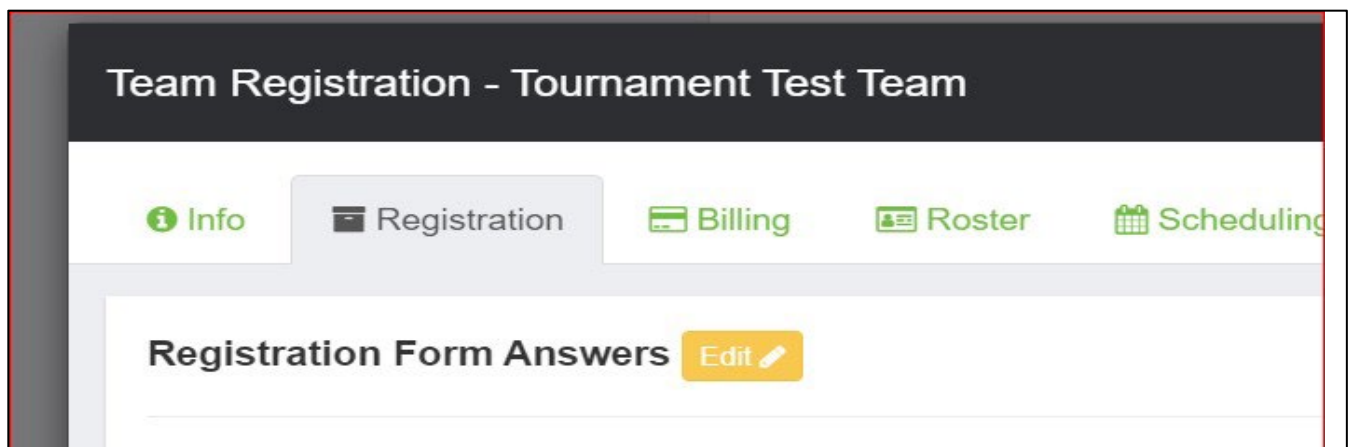 Team Registration - Tournament Test Team
Info Registration Billing Roster Scheduling
Registration Form Answers Edit